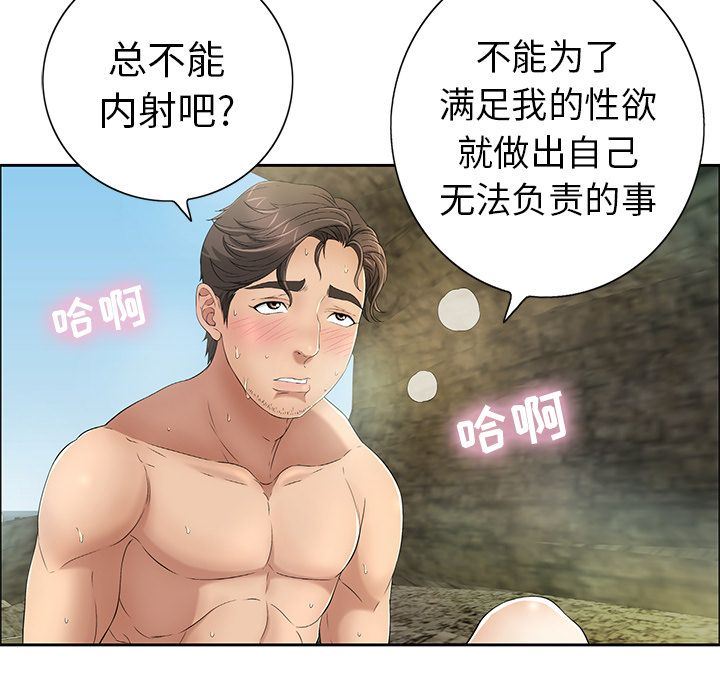 总不能
内射吧?
不能为了
满足我的性欲
就做出自己
无法负责的事
哈啊
哈啊